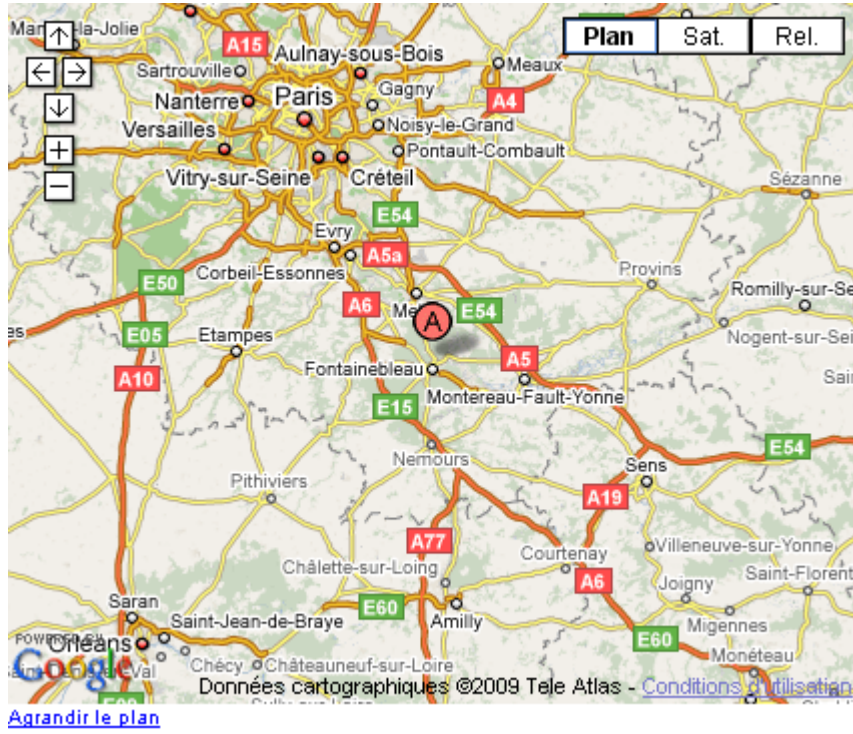 la-Jolie
A15
Aulnay-sous-Bois
Plan Sat. Rel.
Sartrouville
Meaux
Nanterre
Paris
Gagny
A4
Versailles
Noisy-le-Grand
Pontault-Combault
Vitry-sur-Seine
Créteil
Sézanne
E54
Evry
A5a
Corbeil-Essonnes
Provins
E50
A6
E54
Romilly-sur-Se
E05
Etampes
A
Nogent-sur-Sei
A10
Fontainebleau
A5
Montereau-Fault-Yonne
E15
E54
Nemours
Sens
Pithiviers
A19
A77
Courtenay
Villeneuve-sur-Yonne
Châlette-sur-Loing
A6
Joigny
Saint-Florent
Saran
E60
Amilly
Saint-Jean-de-Braye
Migennes
E60
POWERED BY
Google
Orléans
Monéteau
Chécy
Châteauneuf-sur-Loire
Données cartographiques ©2009 Tele Atlas - Conditions d'utilisation
Agrandir le plan